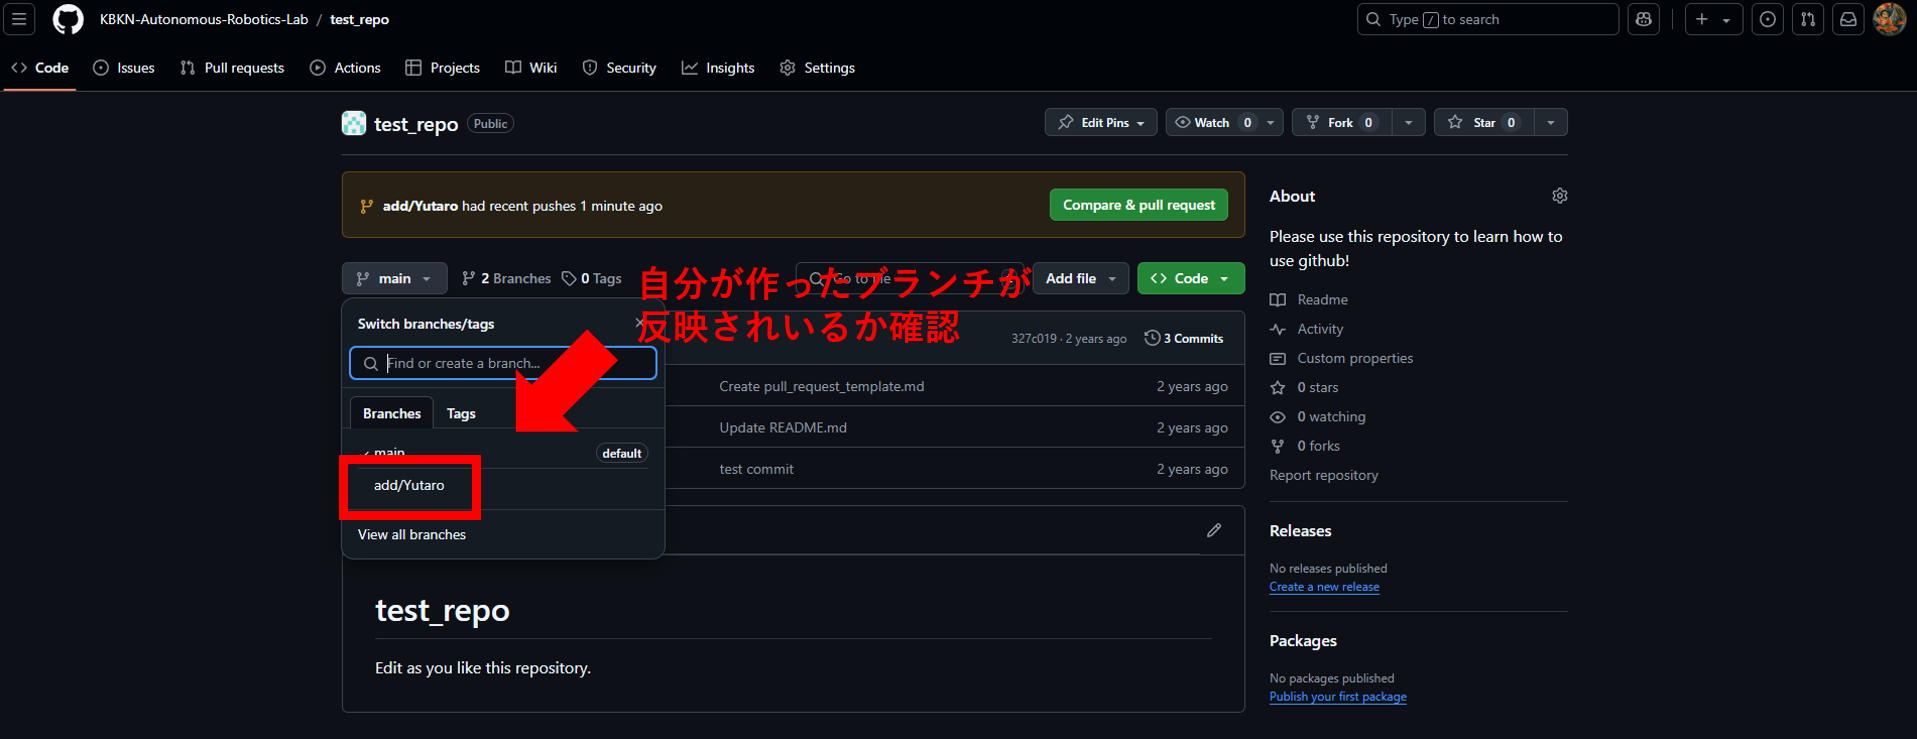 KBKN-Autonomous-Robotics-Lab / test_repo
Type / to search
Code Issues Pull requests Actions Projects Wiki Security Insights Settings
test_repo Public
Edit Pins Watch 0 Fork 0 Star 0
add/Yutaro had recent pushes 1 minute ago
Compare & pull request
main 2 Branches 0 Tags
Go to file
Add file
Code
自分が作ったブランチが
反映されいるか確認
Switch branches/tags
Find or create a branch...
Branches Tags
main default
add/Yutaro
View all branches
327c019 · 2 years ago 3 Commits
Create pull_request_template.md 2 years ago
Update README.md 2 years ago
test commit 2 years ago
test_repo
Edit as you like this repository.
About
Please use this repository to learn how to
use github!
Readme
Activity
Custom properties
0 stars
0 watching
0 forks
Report repository
Releases
No releases published
Create a new release
Packages
No packages published
Publish your first package